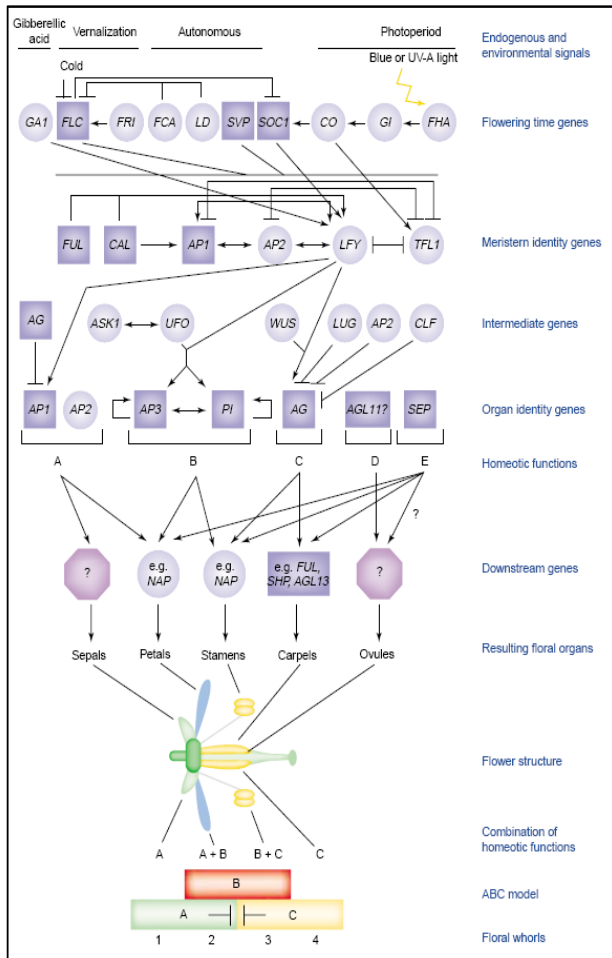 Gibberellic acid
Vernalization
Autonomous
Photoperiod
Endogenous and environmental signals
Cold
Blue or UV-A light
GA1 FLC FRI FCA LD SVP SOC1 CO GI FHA
Flowering time genes
FUL CAL AP1 AP2 LFY TFL1
Meristern identity genes
AG ASK1 UFO WUS LUG AP2 CLF
Intermediate genes
AP1 AP2 AP3 PI AG AGL11? SEP
Organ identity genes
A B C D E
Homeotic functions
?
? e.g. NAP e.g. NAP e.g. FUL, SHP, AGL13 ?
Downstream genes
Sepals Petals Stamens Carpels Ovules
Resulting floral organs
Flower structure
A A + B B + C C
Combination of homeotic functions
B
ABC model
A C
1 2 3 4
Floral whorls